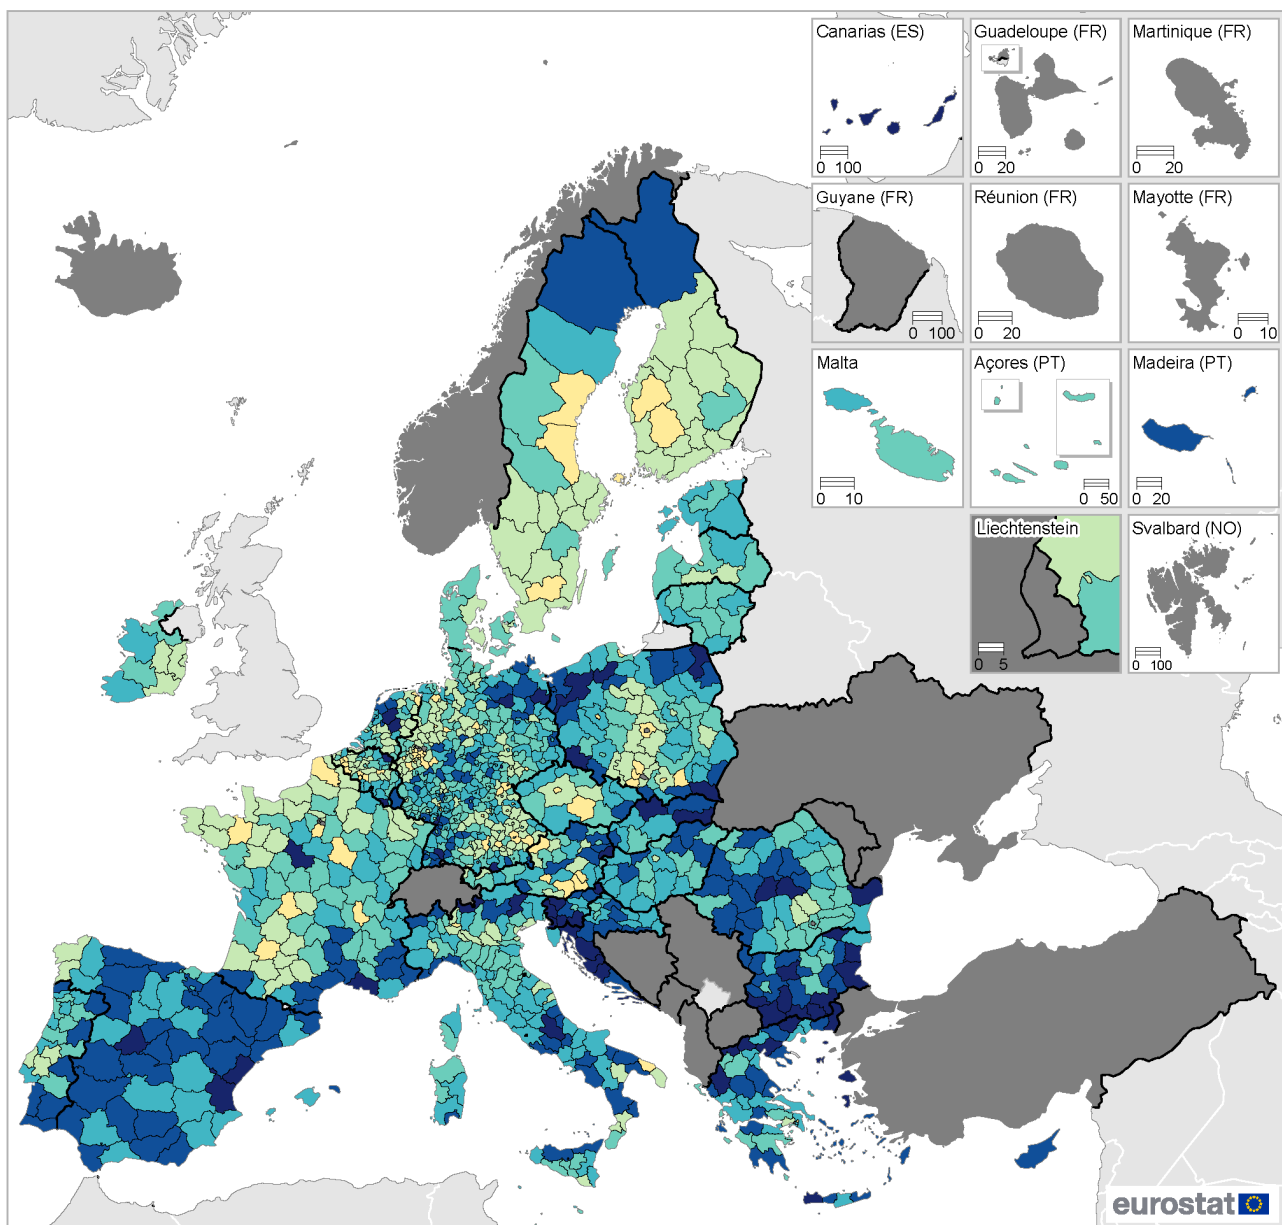 Canarias (ES)
0 100
Guadeloupe (FR)
0 20
Martinique (FR)
0 20
Guyane (FR)
0 100
Réunion (FR)
0 20
Mayotte (FR)
0 10
Malta
0 10
Açores (PT)
0 50
Madeira (PT)
0 20
Liechtenstein
0 5
Svalbard (NO)
0 100
eurostat